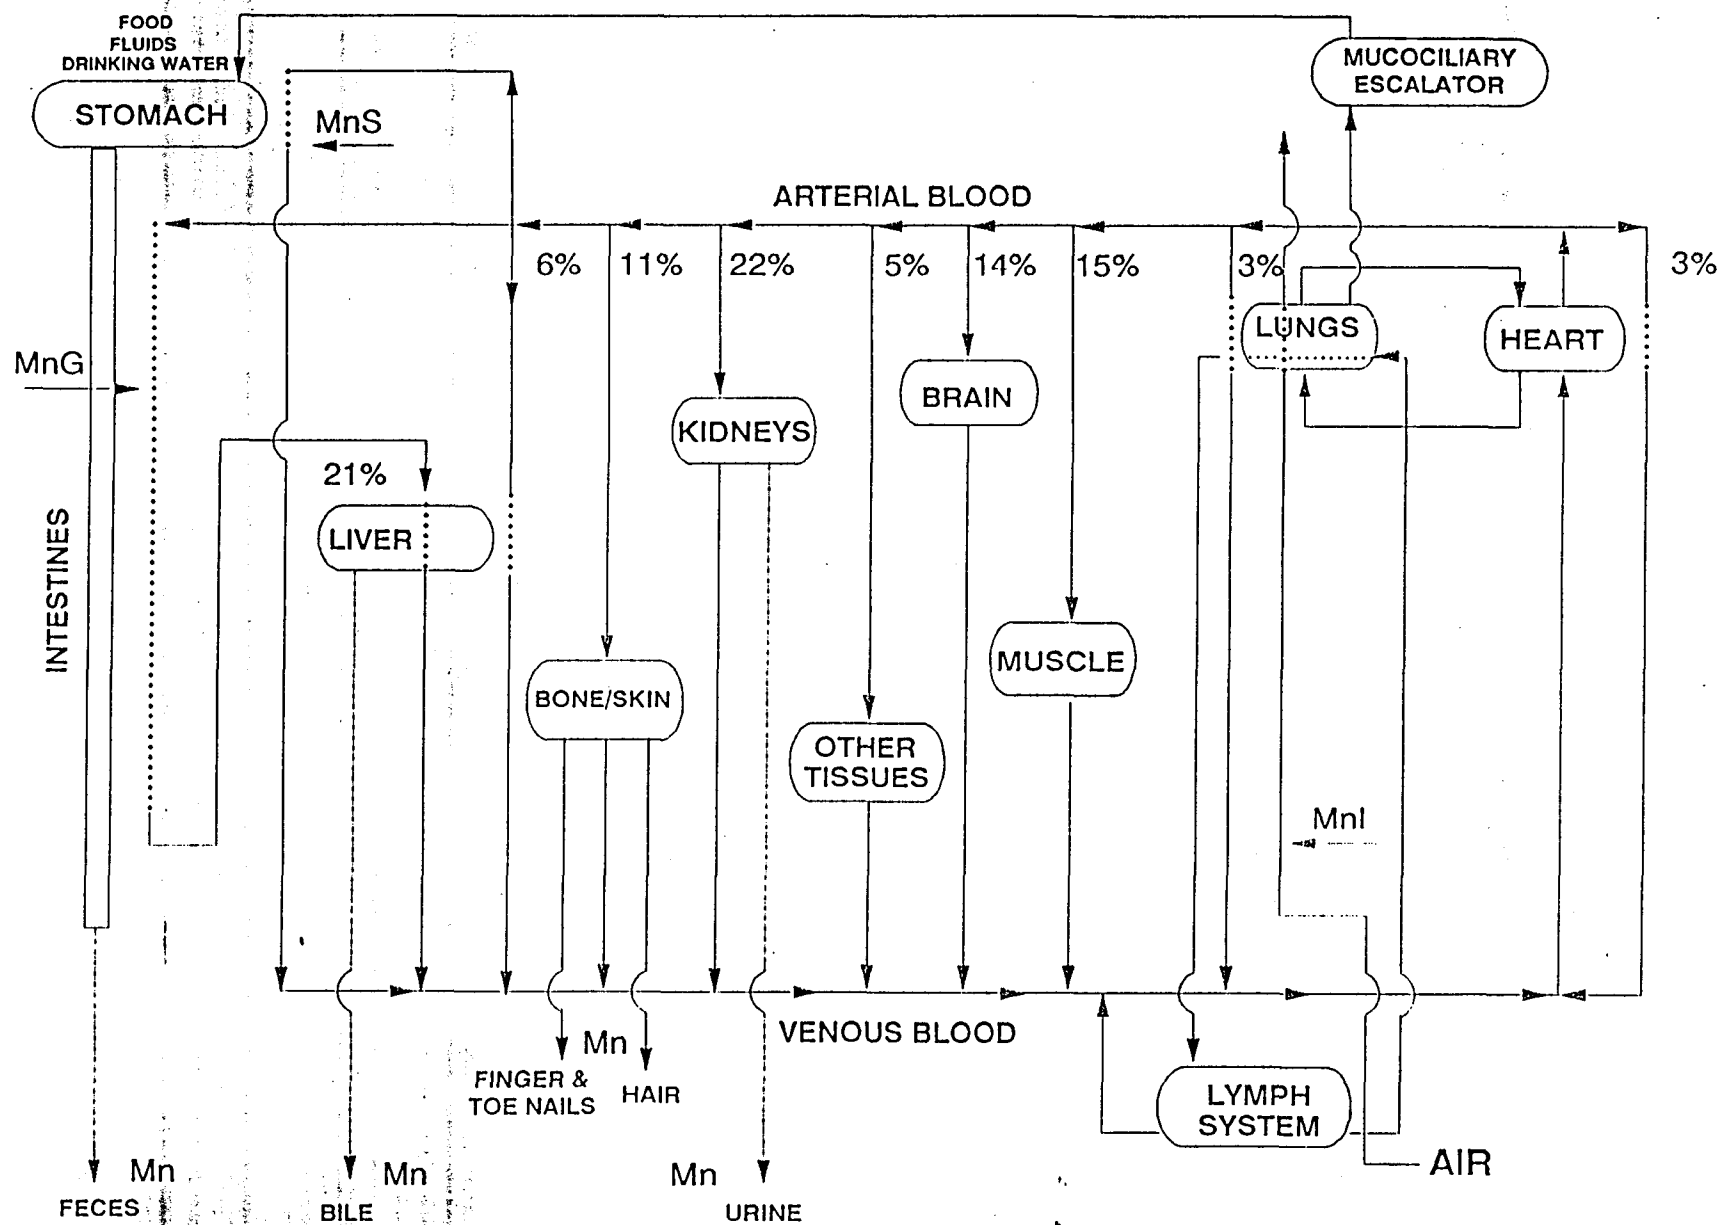 FOOD
FLUIDS
DRINKING WATER
STOMACH
MUCOCILIARY
ESCALATOR
MnS
ARTERIAL BLOOD
6%
11%
22%
5%
14%
15%
3%
3%
LUNGS
HEART
MnG
BRAIN
KIDNEYS
21%
LIVER
INTESTINES
BONE/SKIN
MUSCLE
OTHER
TISSUES
MnI
VENOUS BLOOD
Mn
FINGER &
TOE NAILS
HAIR
LYMPH
SYSTEM
AIR
Mn
Mn
Mn
FECES
BILE
URINE